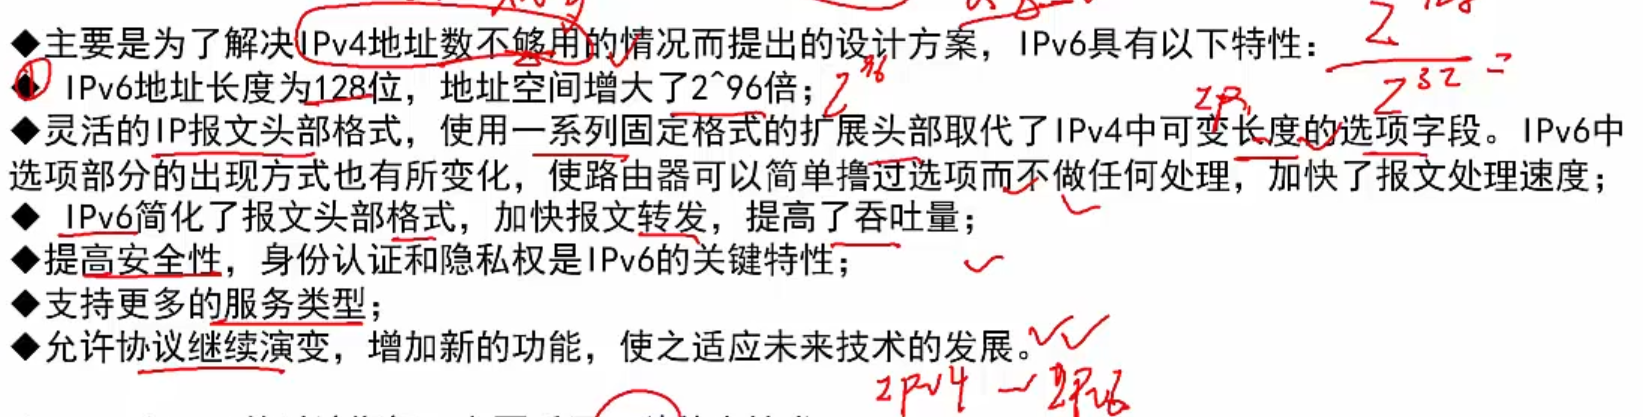 ◆主要是为了解决IPv4地址数不够用的情况而提出的设计方案，IPv6具有以下特性：
◆ IPv6地址长度为128位，地址空间增大了2^96倍；
2^96
2^32 =
◆灵活的IP报文头部格式，使用一系列固定格式的扩展头部取代了IPv4中可变长度的选项字段。IPv6中
选项部分的出现方式也有所变化，使路由器可以简单撸过选项而不做任何处理，加快了报文处理速度；
◆ IPv6简化了报文头部格式，加快报文转发，提高了吞吐量；
◆提高安全性，身份认证和隐私权是IPv6的关键特性；
◆支持更多的服务类型；
◆允许协议继续演变，增加新的功能，使之适应未来技术的发展。
IPv4 — IPv6